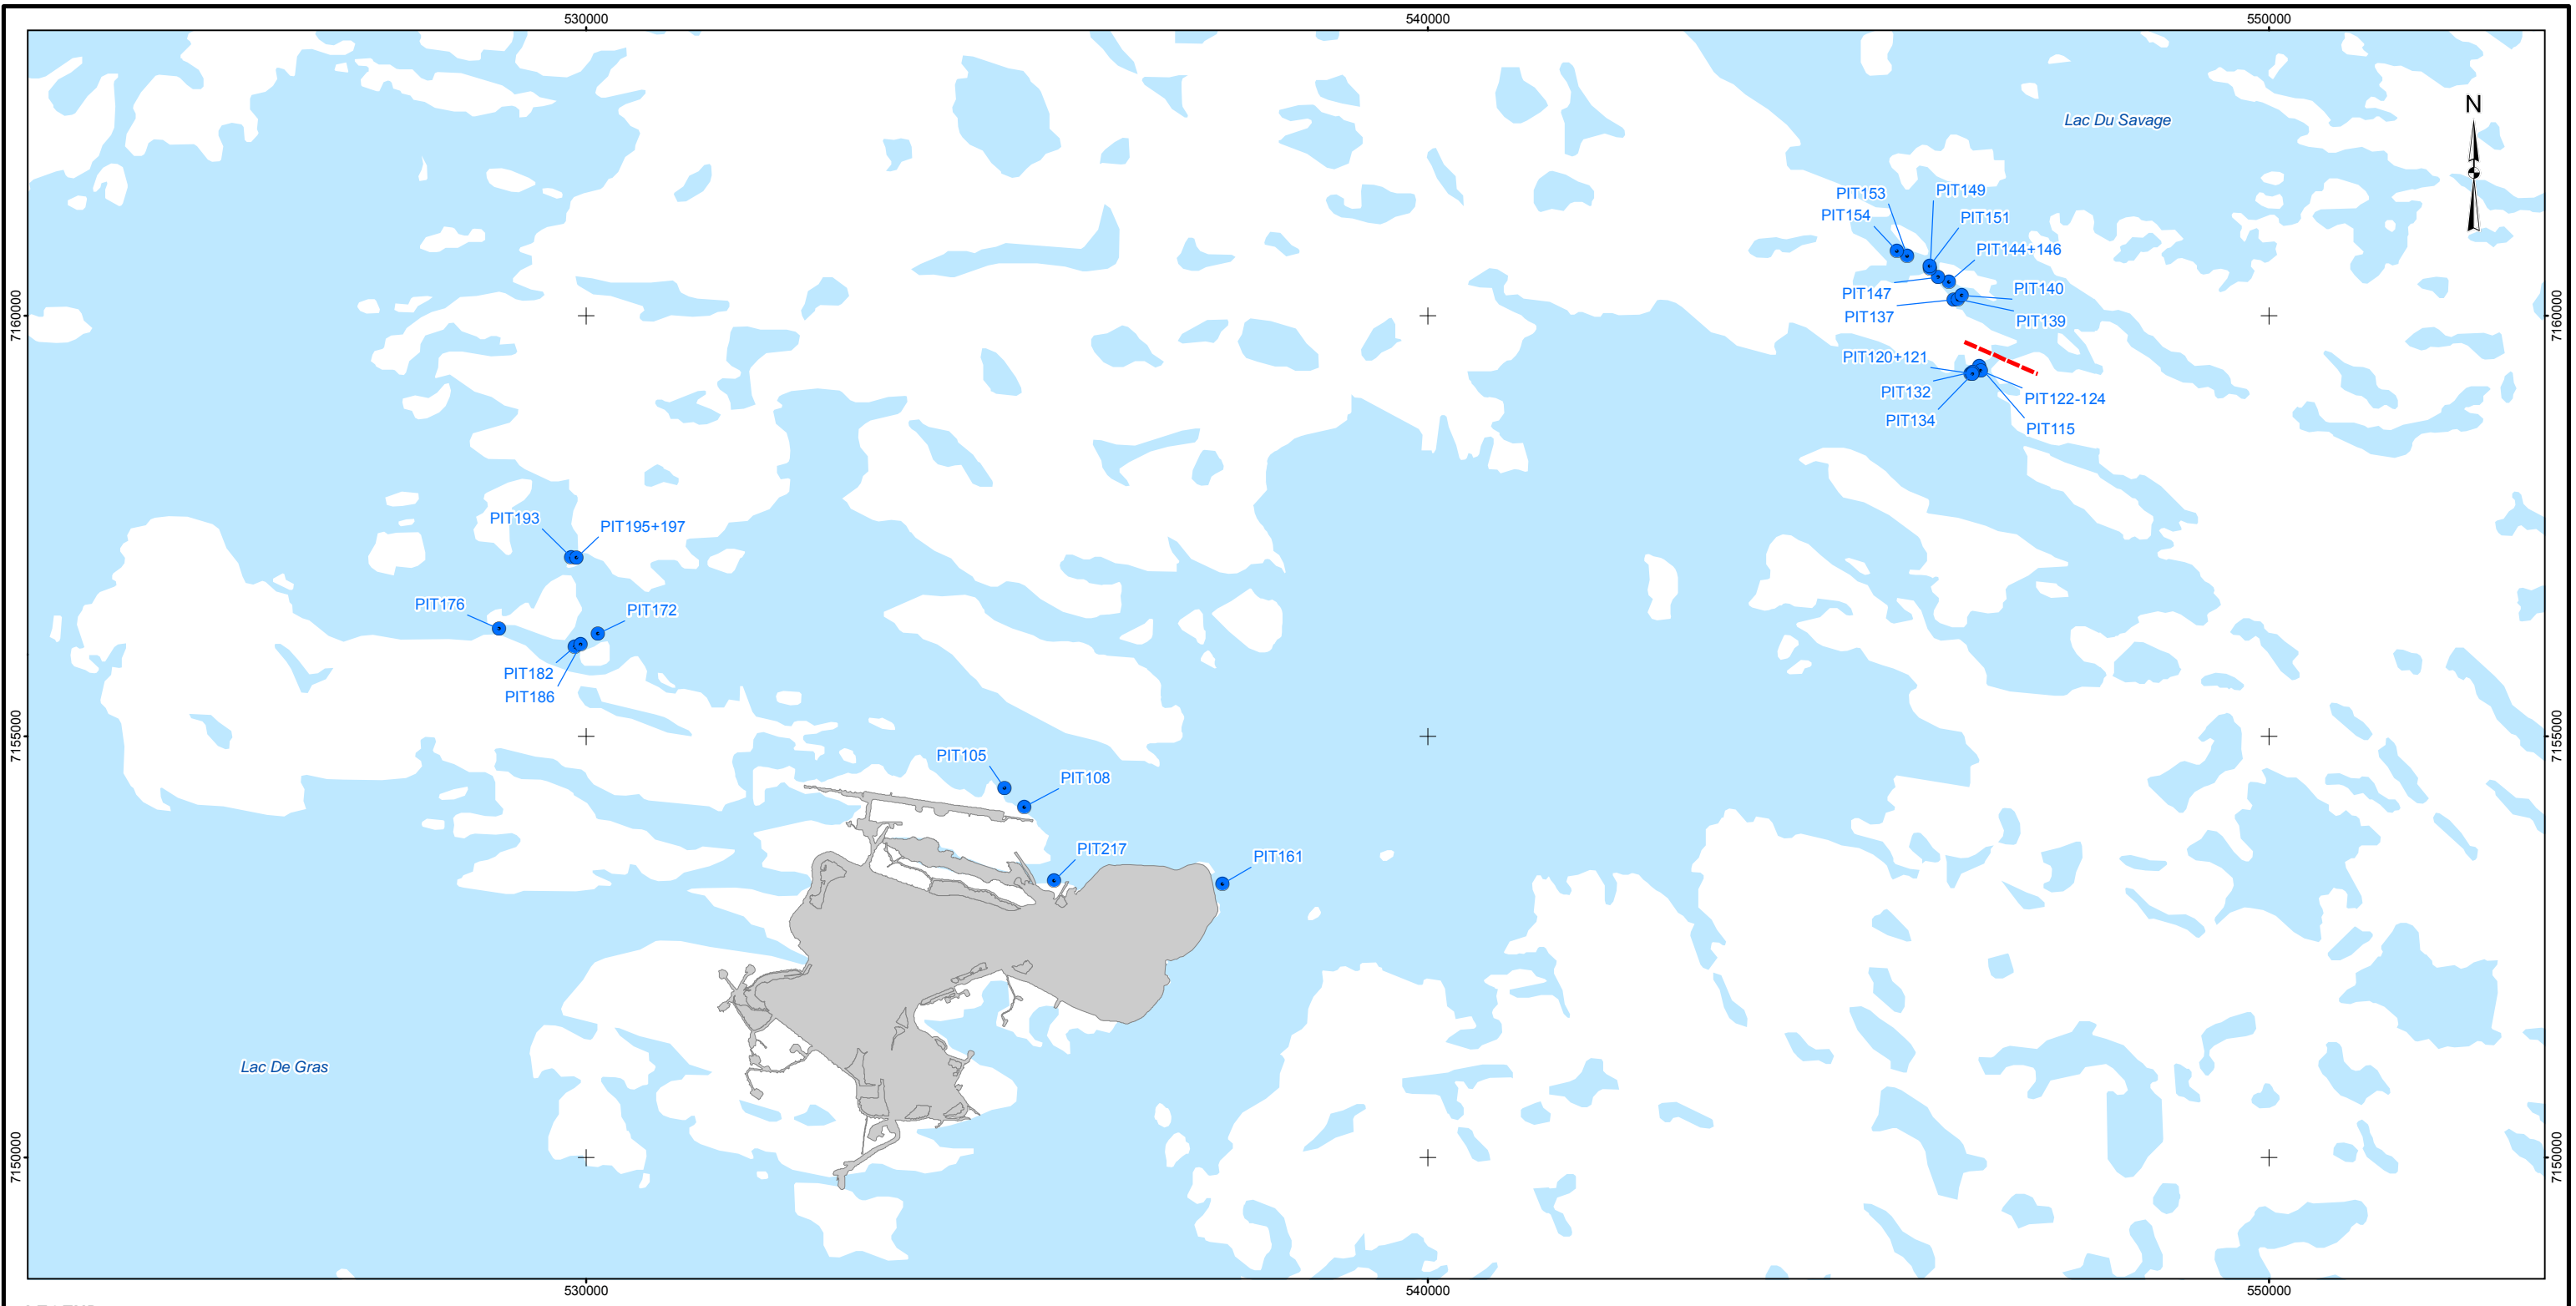 530000
540000
550000
N
Lac Du Savage
PIT153
PIT149
PIT154
PIT151
PIT144+146
PIT147
PIT140
PIT137
PIT139
7160000
7160000
PIT120+121
PIT132
PIT122-124
PIT134
PIT115
PIT193
PIT195+197
PIT176
PIT172
PIT182
PIT186
7155000
7155000
PIT105
PIT108
PIT217
PIT161
Lac De Gras
7150000
7150000
530000
540000
550000